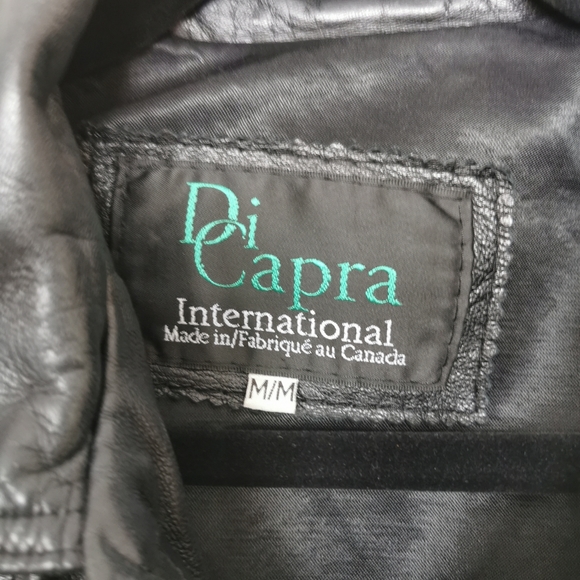 Di
Capra
International
Made in/Fabriqué au Canada
M/M